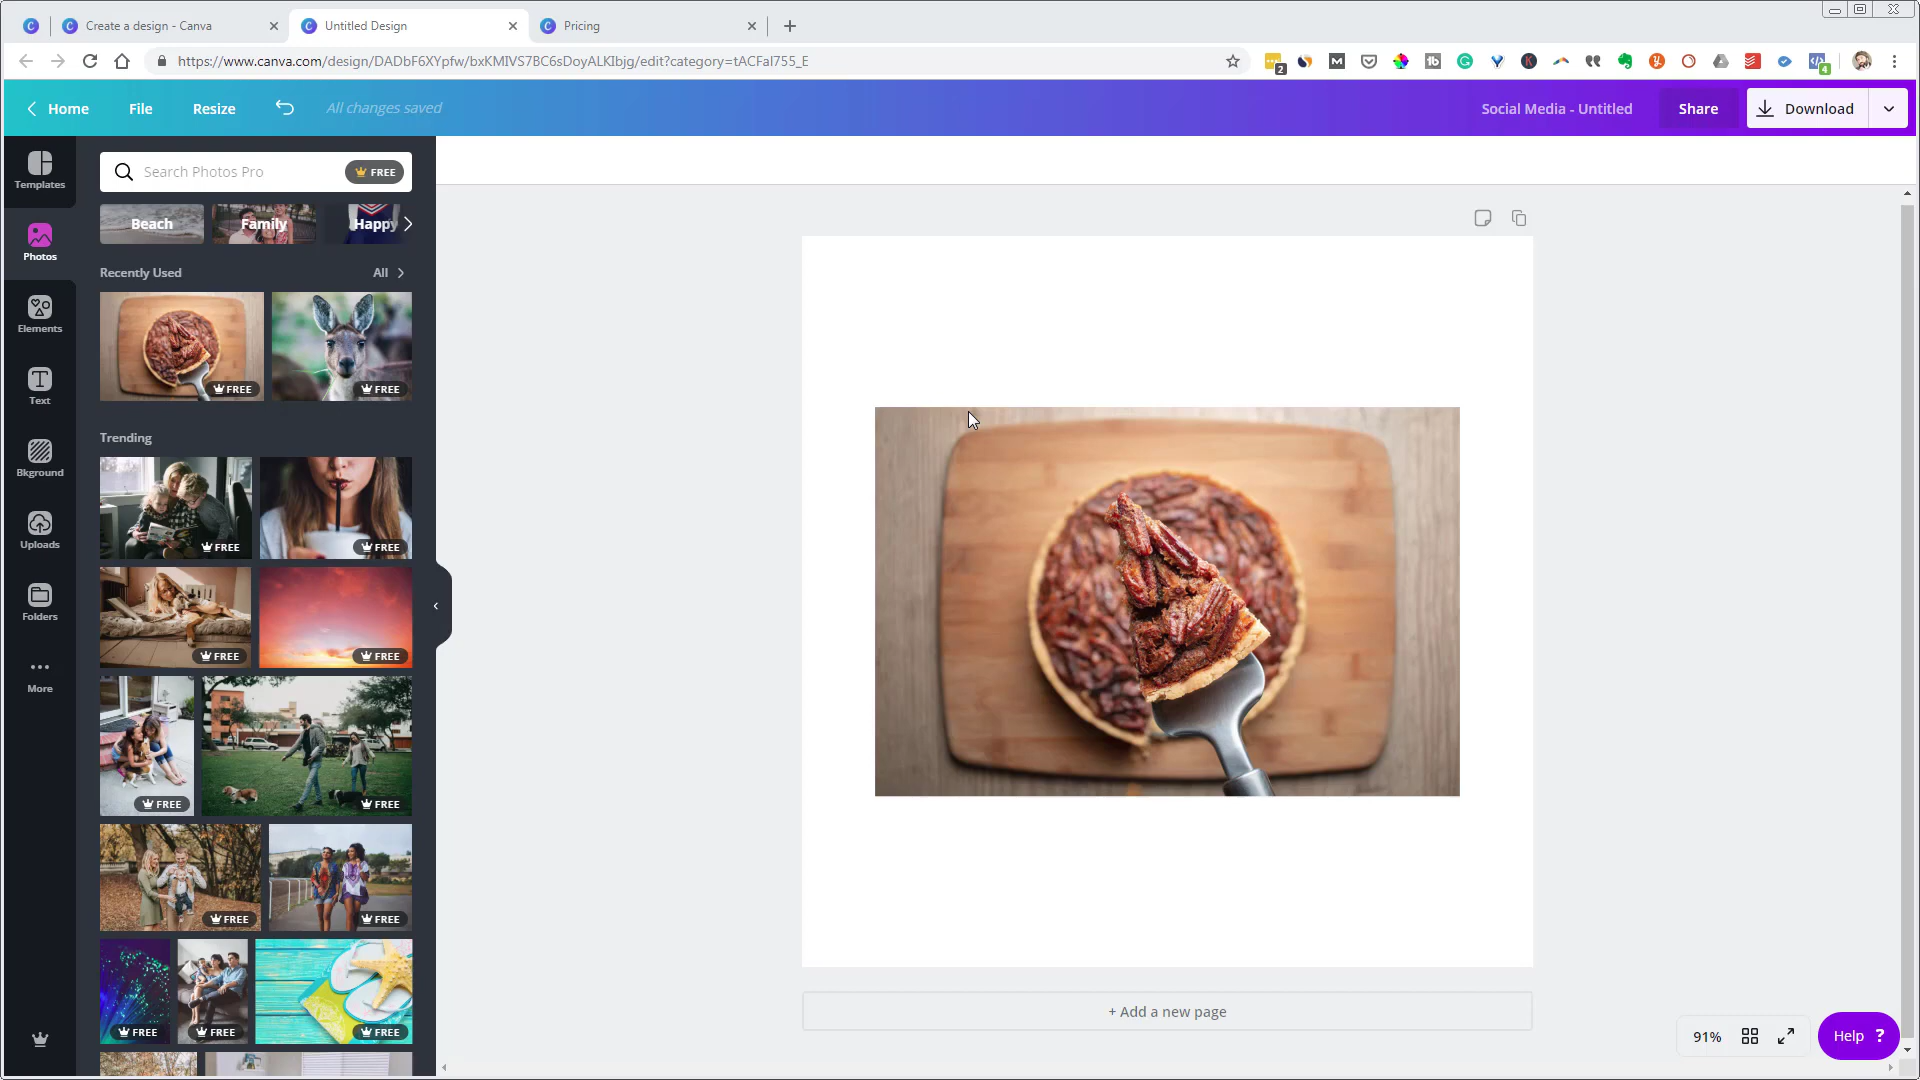 Create a design - Canva
Untitled Design
Pricing
https://www.canva.com/design/DADbF6XYpfw/bxKMIVS7BC6sDoyALKIbjg/edit?category=tACFal755_E
2
4
Home
File
Resize
All changes saved
Social Media - Untitled
Share
Download
Templates
Photos
Elements
Text
Bkground
Uploads
Folders
More
Search Photos Pro
FREE
Beach
Family
Happy
Recently Used
All
FREE
FREE
Trending
FREE
FREE
FREE
FREE
FREE
FREE
FREE
FREE
FREE
FREE
FREE
+ Add a new page
91%
Help ?